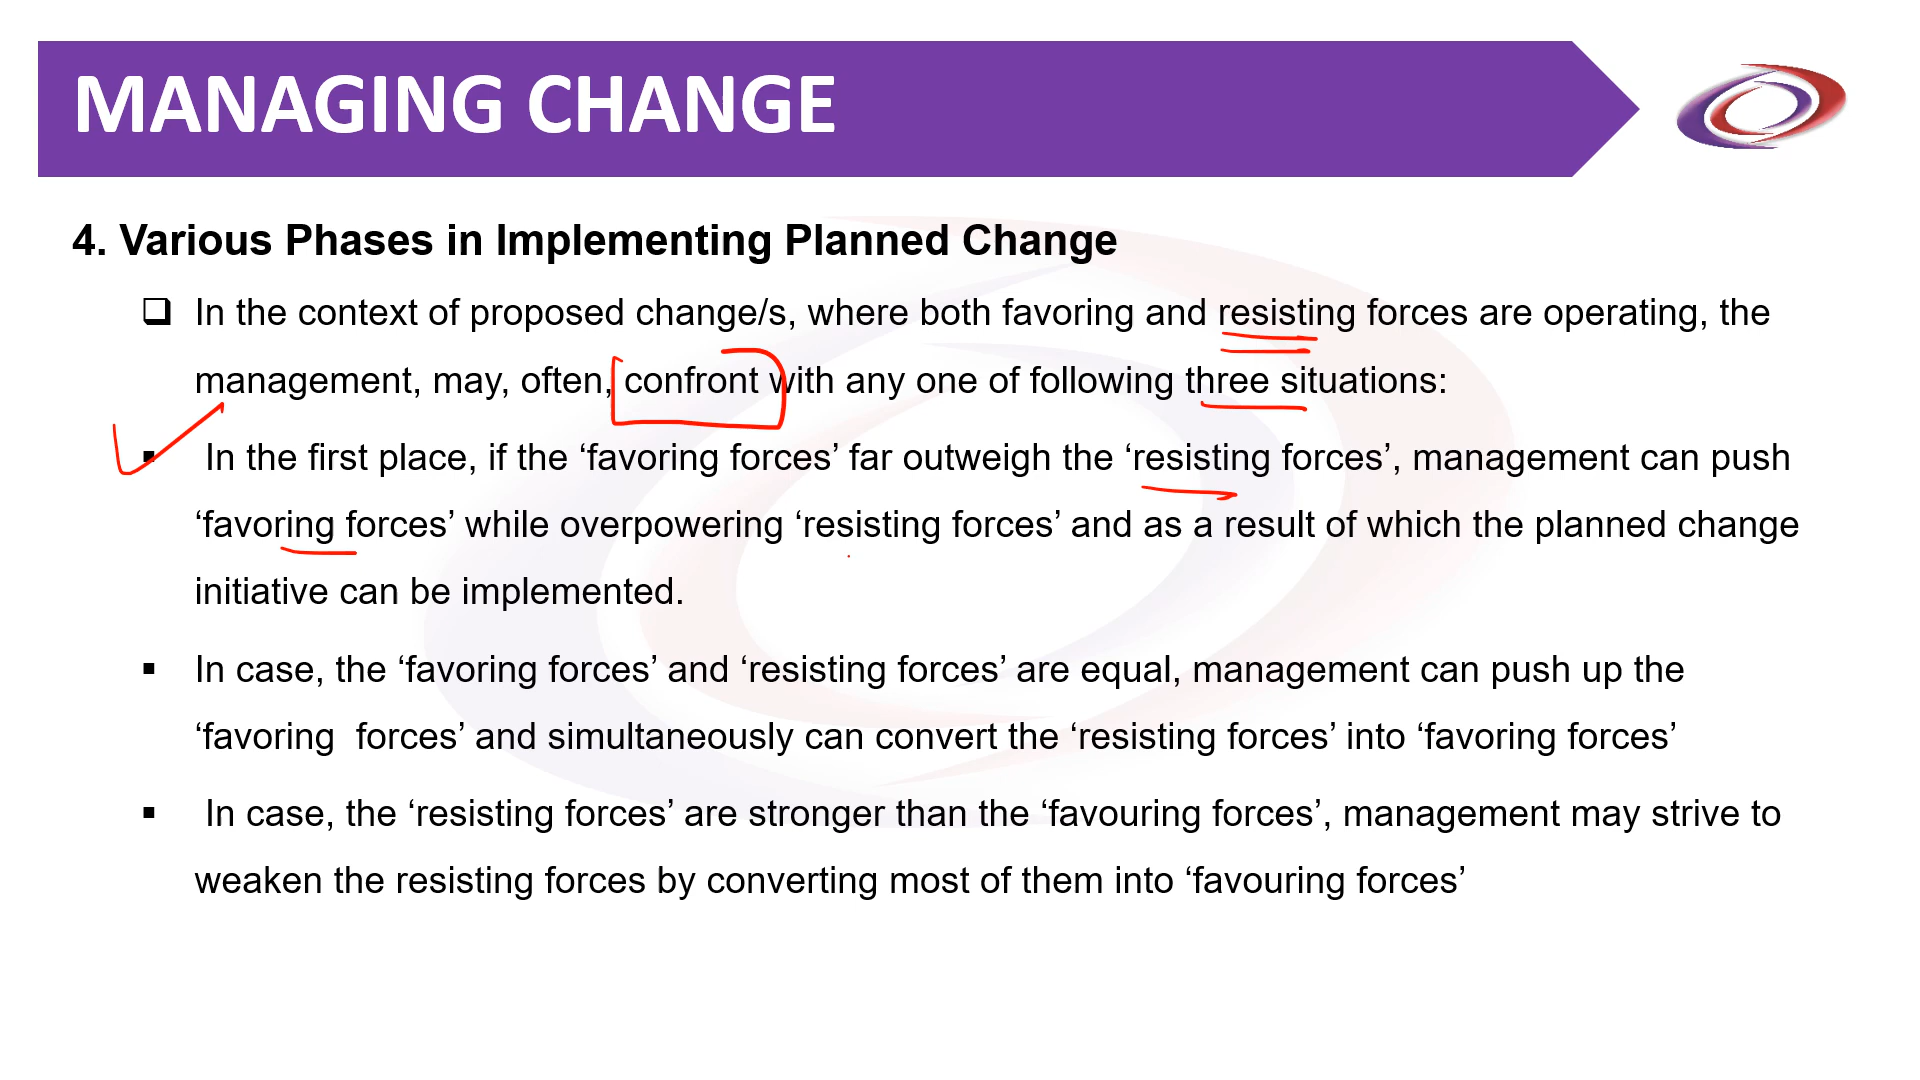 MANAGING CHANGE
4. Various Phases in Implementing Planned Change
In the context of proposed change/s, where both favoring and resisting forces are operating, the
management, may, often, confront with any one of following three situations:
In the first place, if the ‘favoring forces’ far outweigh the ‘resisting forces’, management can push
‘favoring forces’ while overpowering ‘resisting forces’ and as a result of which the planned change
initiative can be implemented.
In case, the ‘favoring forces’ and ‘resisting forces’ are equal, management can push up the
‘favoring  forces’ and simultaneously can convert the ‘resisting forces’ into ‘favoring forces’
In case, the ‘resisting forces’ are stronger than the ‘favouring forces’, management may strive to
weaken the resisting forces by converting most of them into ‘favouring forces’